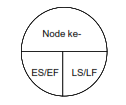 Node ke-
ES/EF
LS/LF